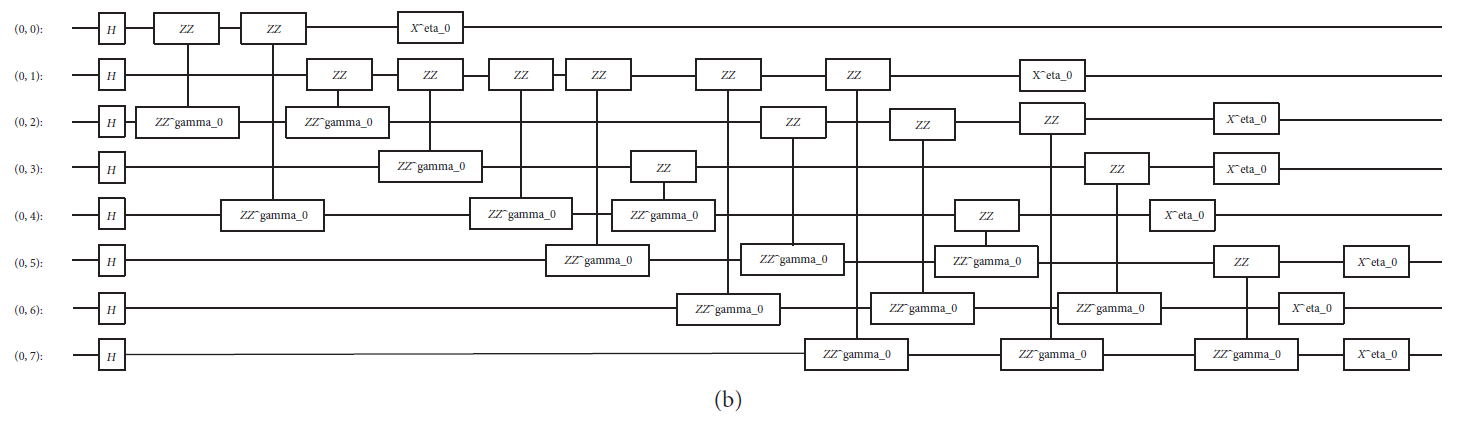 (0, 0): H ZZ ZZ X^eta_0
(0, 1): H ZZ ZZ ZZ ZZ ZZ ZZ X^eta_0
(0, 2): H ZZ^gamma_0 ZZ^gamma_0 ZZ ZZ ZZ X^eta_0
(0, 3): H ZZ^gamma_0 ZZ ZZ X^eta_0
(0, 4): H ZZ^gamma_0 ZZ^gamma_0 ZZ^gamma_0 ZZ X^eta_0
(0, 5): H ZZ^gamma_0 ZZ^gamma_0 ZZ^gamma_0 ZZ X^eta_0
(0, 6): H ZZ^gamma_0 ZZ^gamma_0 ZZ^gamma_0 X^eta_0
(0, 7): H ZZ^gamma_0 ZZ^gamma_0 ZZ^gamma_0 X^eta_0
(b)